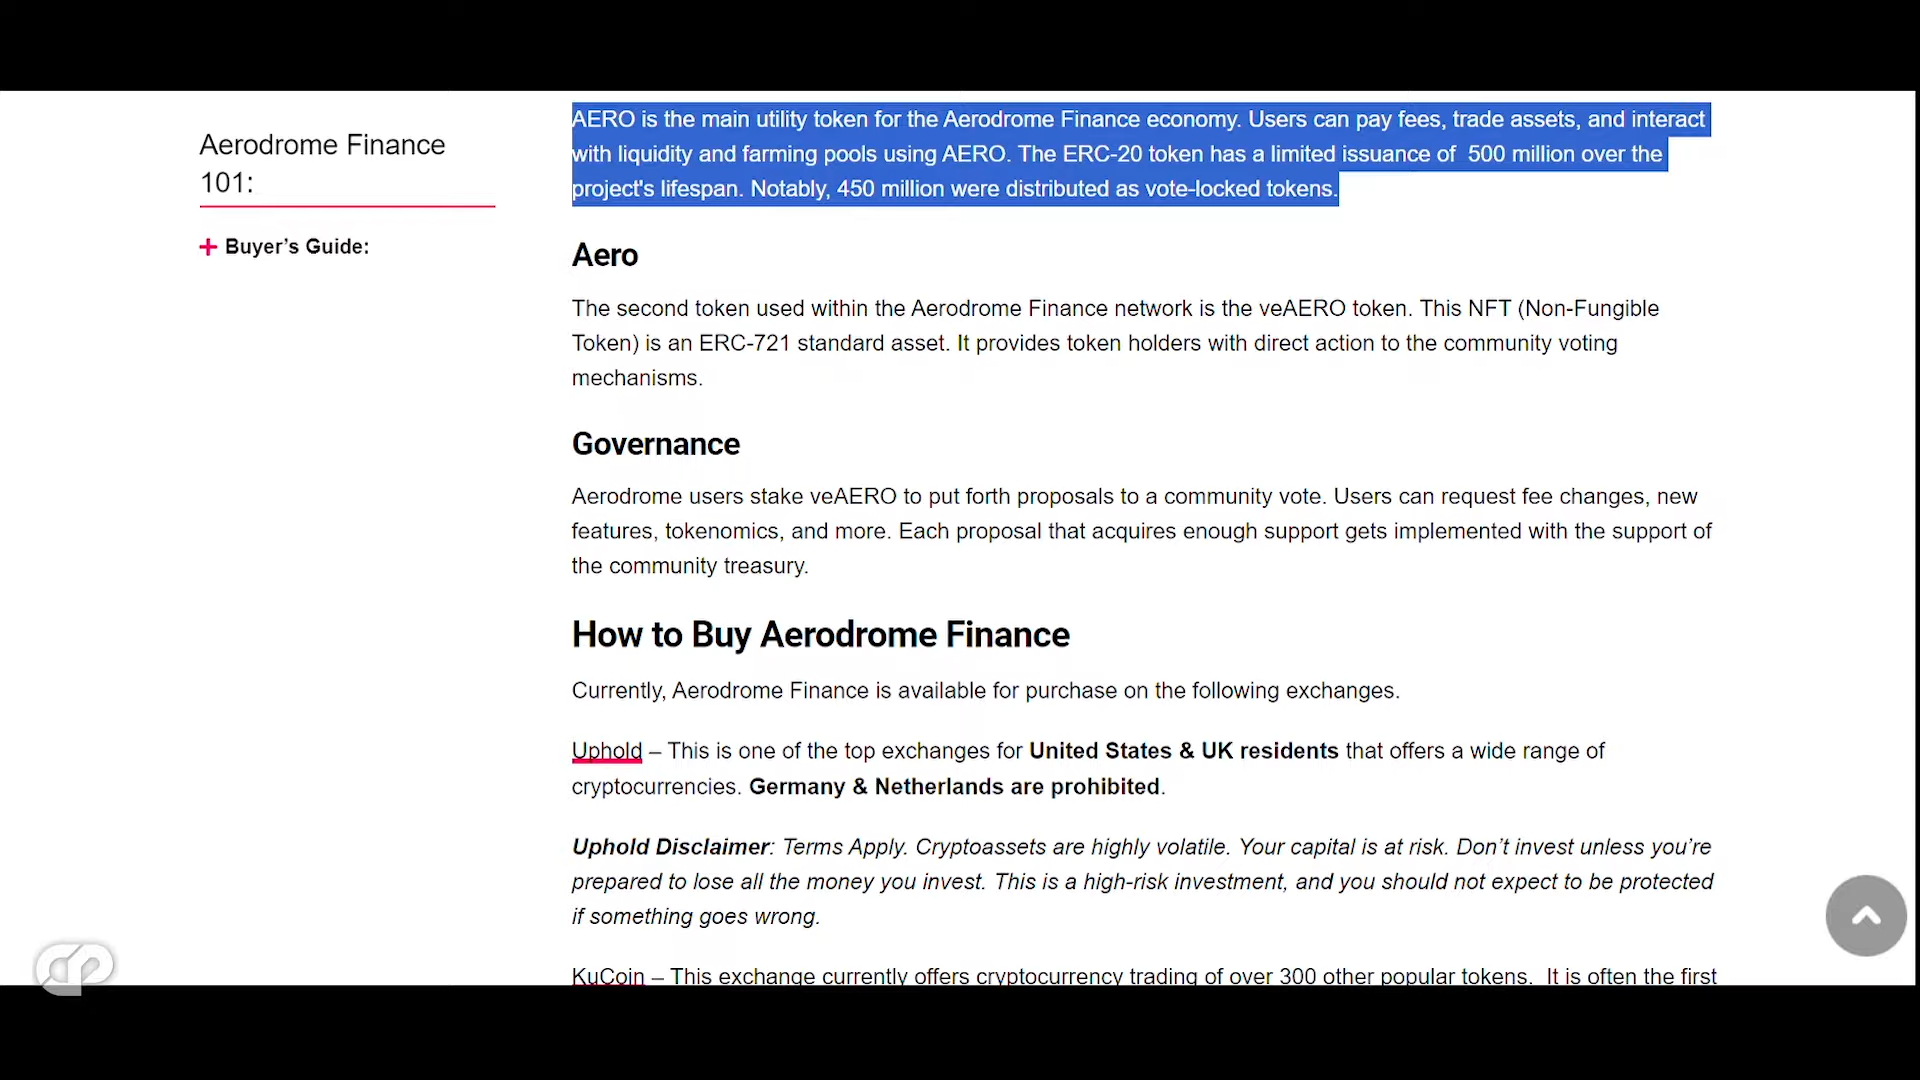 Aerodrome Finance
101:
+ Buyer’s Guide:
AERO is the main utility token for the Aerodrome Finance economy. Users can pay fees, trade assets, and interact
with liquidity and farming pools using AERO. The ERC-20 token has a limited issuance of  500 million over the
project's lifespan. Notably, 450 million were distributed as vote-locked tokens.
Aero
The second token used within the Aerodrome Finance network is the veAERO token. This NFT (Non-Fungible
Token) is an ERC-721 standard asset. It provides token holders with direct action to the community voting
mechanisms.
Governance
Aerodrome users stake veAERO to put forth proposals to a community vote. Users can request fee changes, new
features, tokenomics, and more. Each proposal that acquires enough support gets implemented with the support of
the community treasury.
How to Buy Aerodrome Finance
Currently, Aerodrome Finance is available for purchase on the following exchanges.
Uphold – This is one of the top exchanges for United States & UK residents that offers a wide range of
cryptocurrencies. Germany & Netherlands are prohibited.
Uphold Disclaimer: Terms Apply. Cryptoassets are highly volatile. Your capital is at risk. Don’t invest unless you’re
prepared to lose all the money you invest. This is a high-risk investment, and you should not expect to be protected
if something goes wrong.
KuCoin – This exchange currently offers cryptocurrency trading of over 300 other popular tokens.  It is often the first